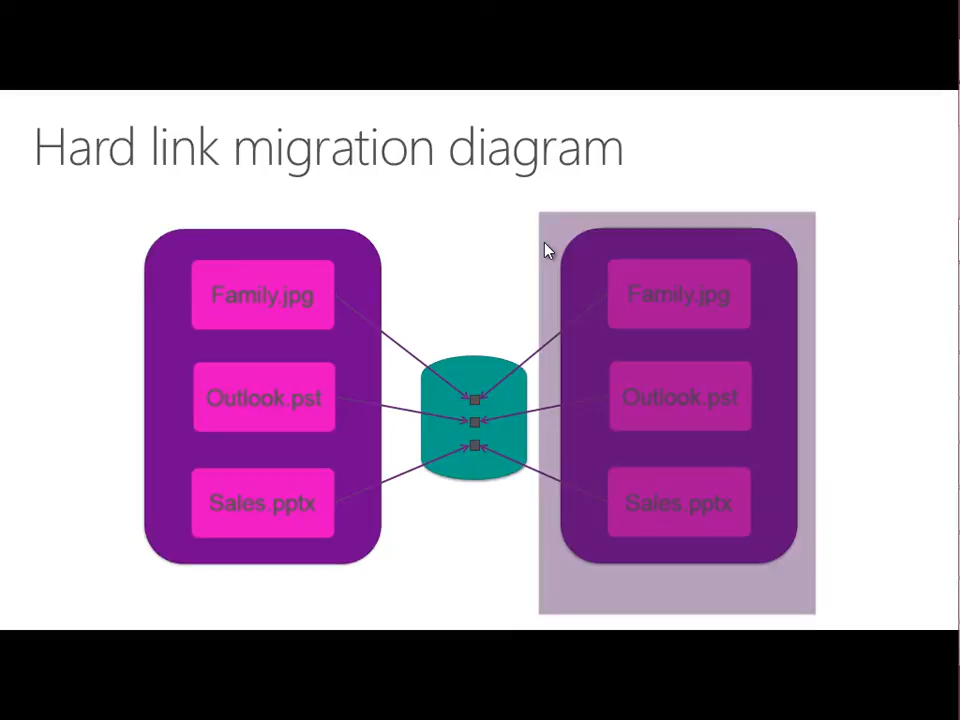 Hard link migration diagram
Family.jpg
Outlook.pst
Sales.pptx
Family.jpg
Outlook.pst
Sales.pptx